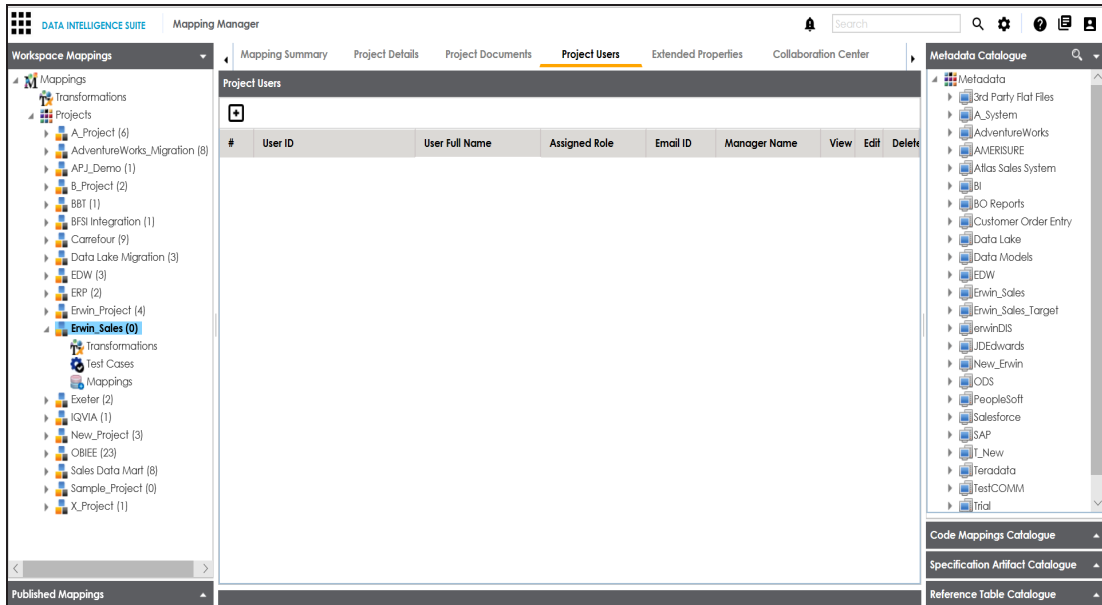 DATA INTELLIGENCE SUITE Mapping Manager Search
Workspace Mappings
Mappings
Transformations
Projects
A_Project (6)
AdventureWorks_Migration (8)
APJ_Demo (1)
B_Project (2)
BBT (1)
BFSI Integration (1)
Carrefour (9)
Data Lake Migration (3)
EDW (3)
ERP (2)
Erwin_Project (4)
Erwin_Sales (0)
Transformations
Test Cases
Mappings
Exeter (2)
IQVIA (1)
New_Project (3)
OBIEE (23)
Sales Data Mart (8)
Sample_Project (0)
X_Project (1)
Published Mappings
Mapping Summary Project Details Project Documents Project Users Extended Properties Collaboration Center
Project Users
# User ID User Full Name Assigned Role Email ID Manager Name View Edit Delete
Metadata Catalogue
Metadata
3rd Party Flat Files
A_System
AdventureWorks
AMERISURE
Atlas Sales System
BI
BO Reports
Customer Order Entry
Data Lake
Data Models
EDW
Erwin_Sales
Erwin_Sales_Target
erwinDIS
JDEdwards
New_Erwin
ODS
PeopleSoft
Salesforce
SAP
T_New
Teradata
TestCOMM
Trial
Code Mappings Catalogue
Specification Artifact Catalogue
Reference Table Catalogue